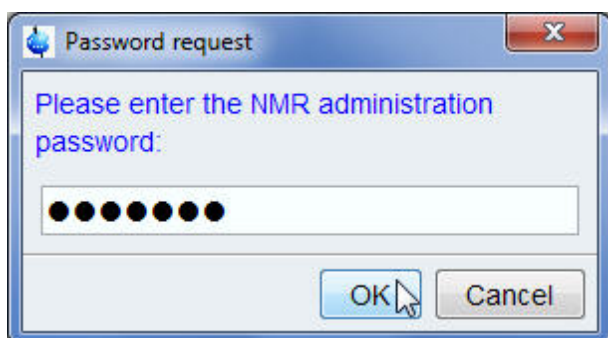 Password request
Please enter the NMR administration
password:
●●●●●●●
OK
Cancel